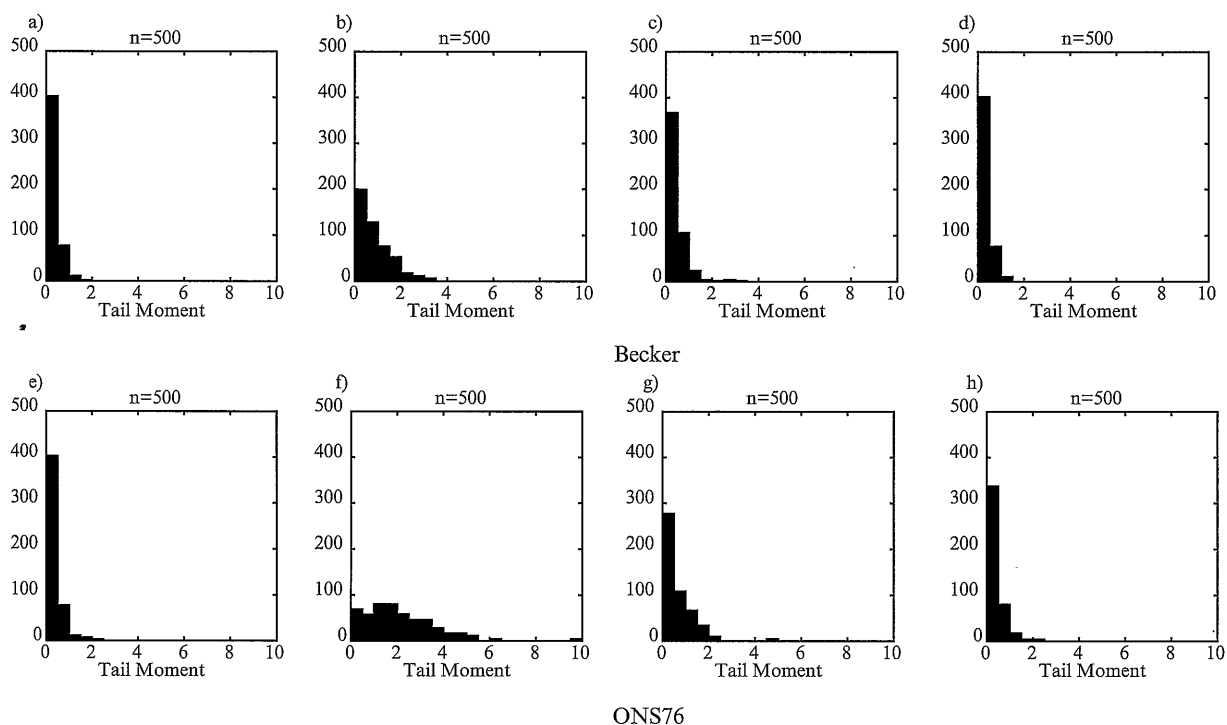 a) b) c) d)
n=500 n=500 n=500 n=500
500 500 500 500
400 400 400 400
300 300 300 300
200 200 200 200
100 100 100 100
0 0 0 0
0 2 4 6 8 10 0 2 4 6 8 10 0 2 4 6 8 10 0 2 4 6 8 10
Tail Moment Tail Moment Tail Moment Tail Moment
Becker
e) f) g) h)
n=500 n=500 n=500 n=500
500 500 500 500
400 400 400 400
300 300 300 300
200 200 200 200
100 100 100 100
0 0 0 0
0 2 4 6 8 10 0 2 4 6 8 10 0 2 4 6 8 10 0 2 4 6 8 10
Tail Moment Tail Moment Tail Moment Tail Moment
ONS76